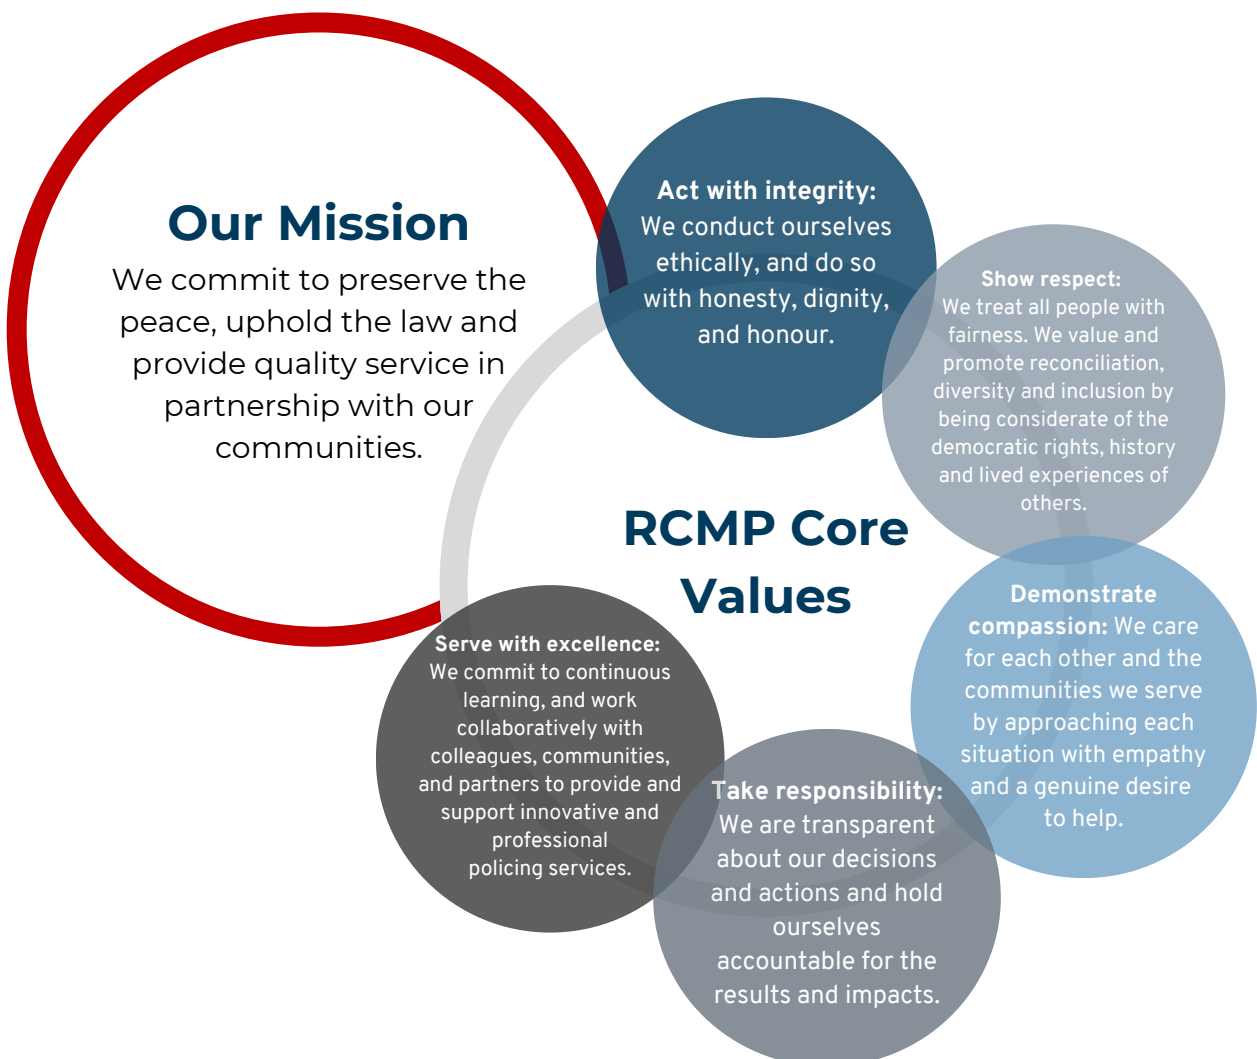 Our Mission
We commit to preserve the
peace, uphold the law and
provide quality service in
partnership with our
communities.
Act with integrity:
We conduct ourselves
ethically, and do so
with honesty, dignity,
and honour.
Show respect:
We treat all people with
fairness. We value and
promote reconciliation,
diversity and inclusion by
being considerate of the
democratic rights, history
and lived experiences of
others.
RCMP Core
Values
Demonstrate
compassion: We care
for each other and the
communities we serve
by approaching each
situation with empathy
and a genuine desire
to help.
Serve with excellence:
We commit to continuous
learning, and work
collaboratively with
colleagues, communities,
and partners to provide and
support innovative and
professional
policing services.
Take responsibility:
We are transparent
about our decisions
and actions and hold
ourselves
accountable for the
results and impacts.